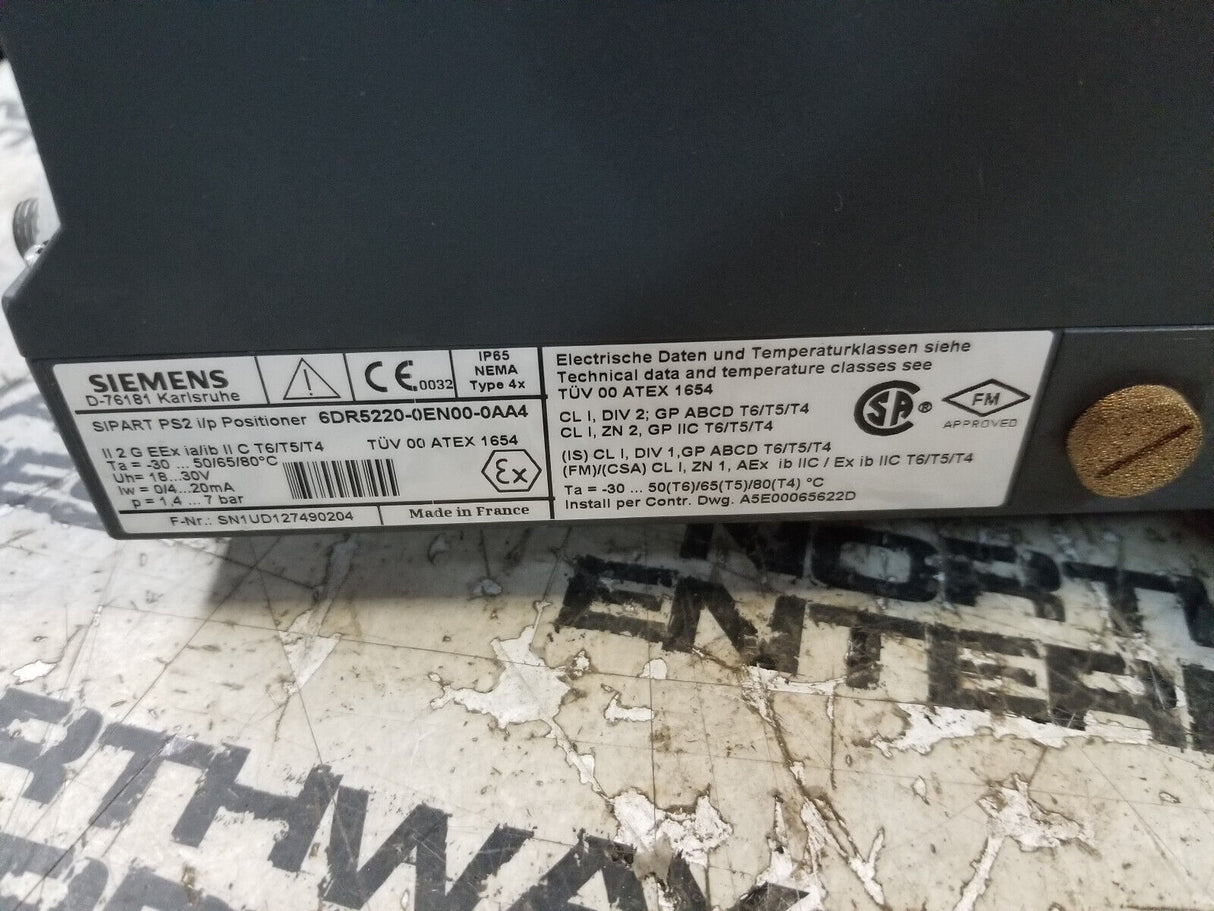 SIEMENS
D-76181 Karlsruhe
CE 0032
IP65
NEMA
Type 4x
SIPART PS2 i/p Positioner 6DR5220-0EN00-0AA4
II 2 G EEx ia/ib II C T6/T5/T4 TÜV 00 ATEX 1654
Ta = -30 ... 50/65/80°C
Uh= 18...30V
Iw = 0/4...20mA
p = 1,4 ... 7 bar
Ex
F-Nr.: SN1UD127490204
Made in France
Electrische Daten und Temperaturklassen siehe
Technical data and temperature classes see
TÜV 00 ATEX 1654
CL I, DIV 2; GP ABCD T6/T5/T4
CL I, ZN 2, GP IIC T6/T5/T4
(IS) CL I, DIV 1,GP ABCD T6/T5/T4
(FM)/(CSA) CL I, ZN 1, AEx ib IIC / Ex ib IIC T6/T5/T4
Ta = -30 ... 50(T6)/65(T5)/80(T4) °C
Install per Contr. Dwg. A5E00065622D
SA ®
FM
APPROVED
NORT
ENTER
RTHWAY